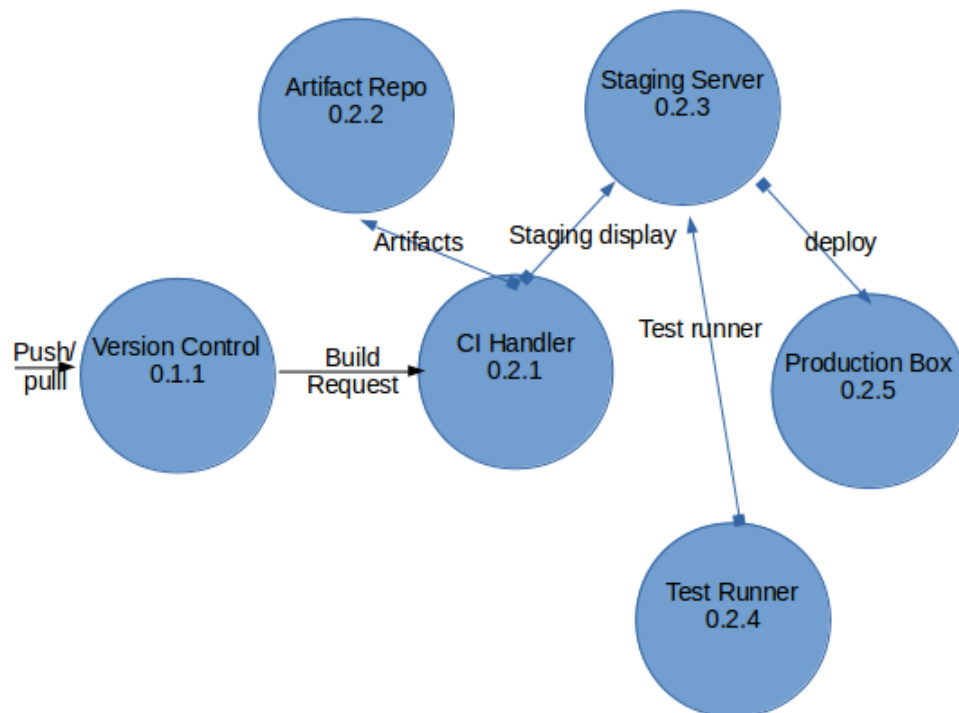 Artifact Repo
0.2.2
Staging Server
0.2.3
Artifacts
Staging display
deploy
Push/
pulll
Version Control
0.1.1
Build
Request
CI Handler
0.2.1
Test runner
Production Box
0.2.5
Test Runner
0.2.4